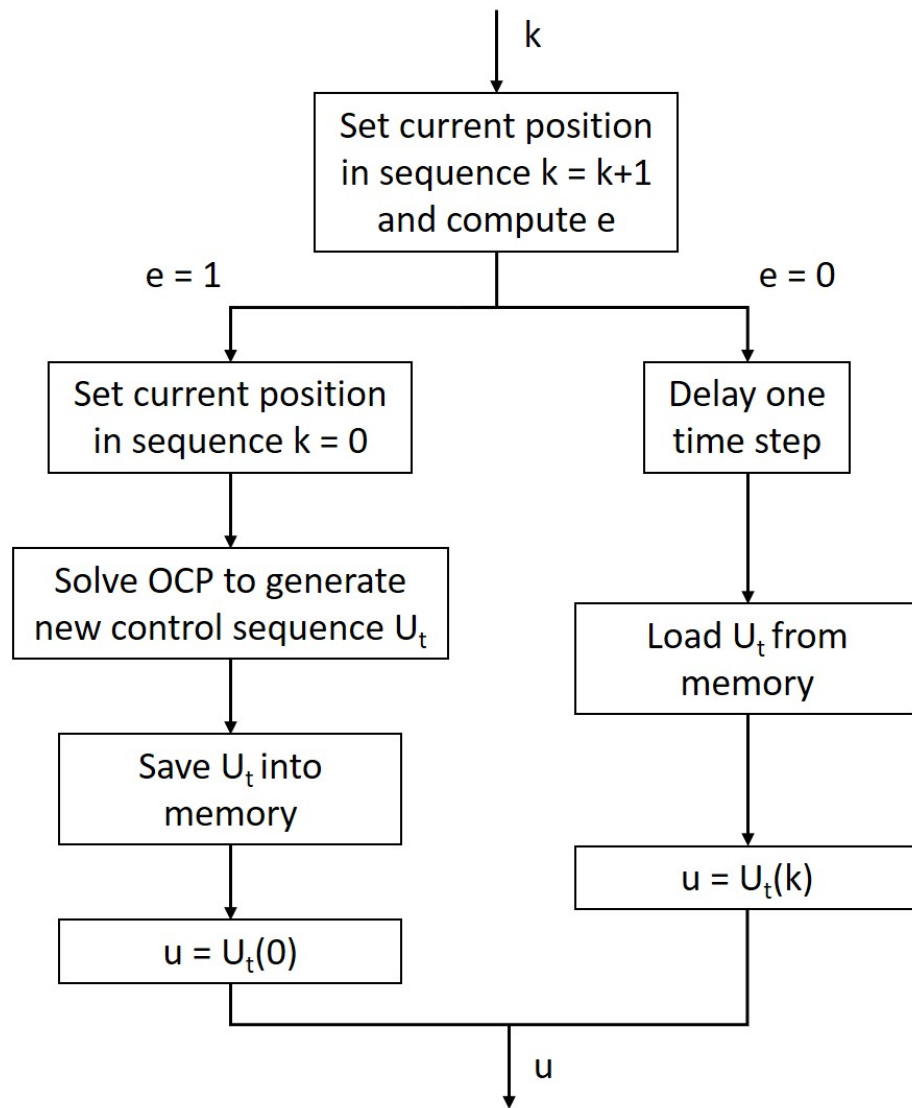 k
Set current position
in sequence k = k+1
and compute e
e = 1
e = 0
Set current position
in sequence k = 0
Delay one
time step
Solve OCP to generate
new control sequence Uₜ
Load Uₜ from
memory
Save Uₜ into
memory
u = Uₜ(k)
u = Uₜ(0)
u